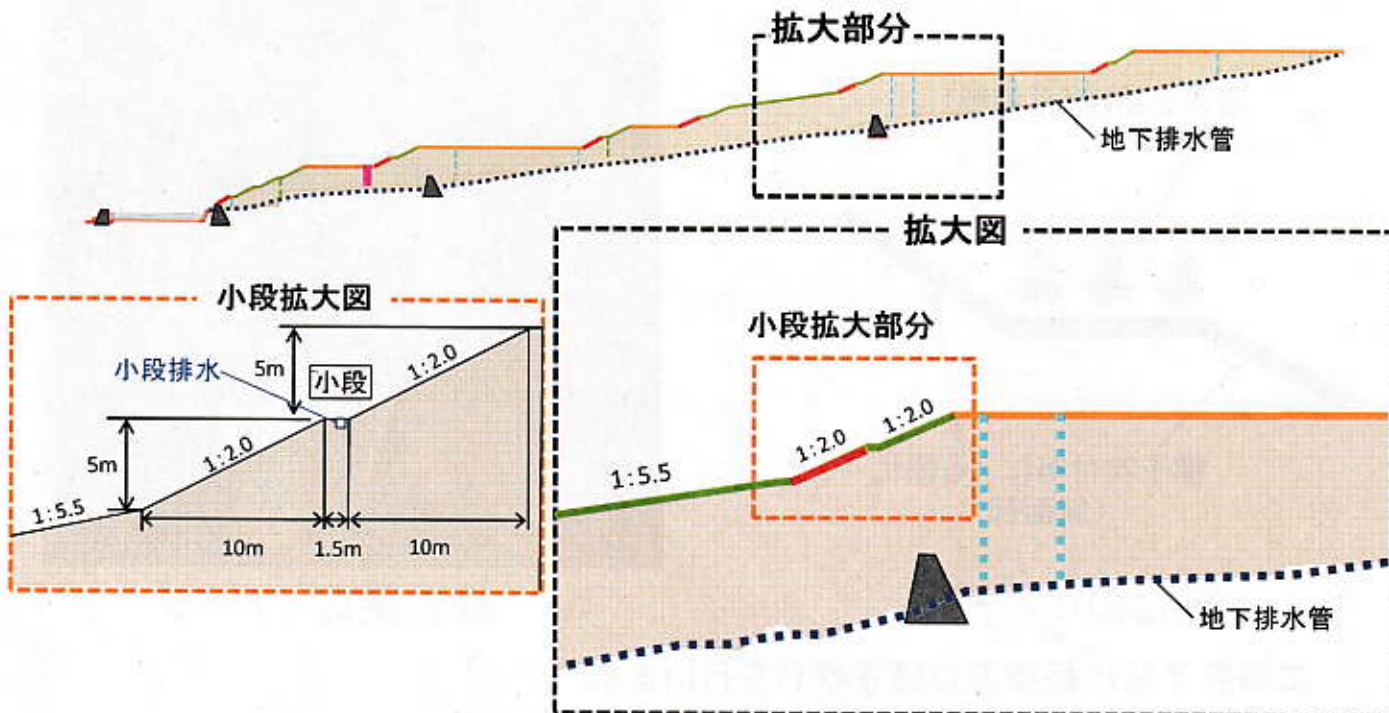 拡大部分
地下排水管
拡大図
小段拡大図
小段排水
5m
小段
1:2.0
5m
1:2.0
1:5.5
10m
1.5m
10m
小段拡大部分
1:2.0
1:2.0
1:5.5
地下排水管